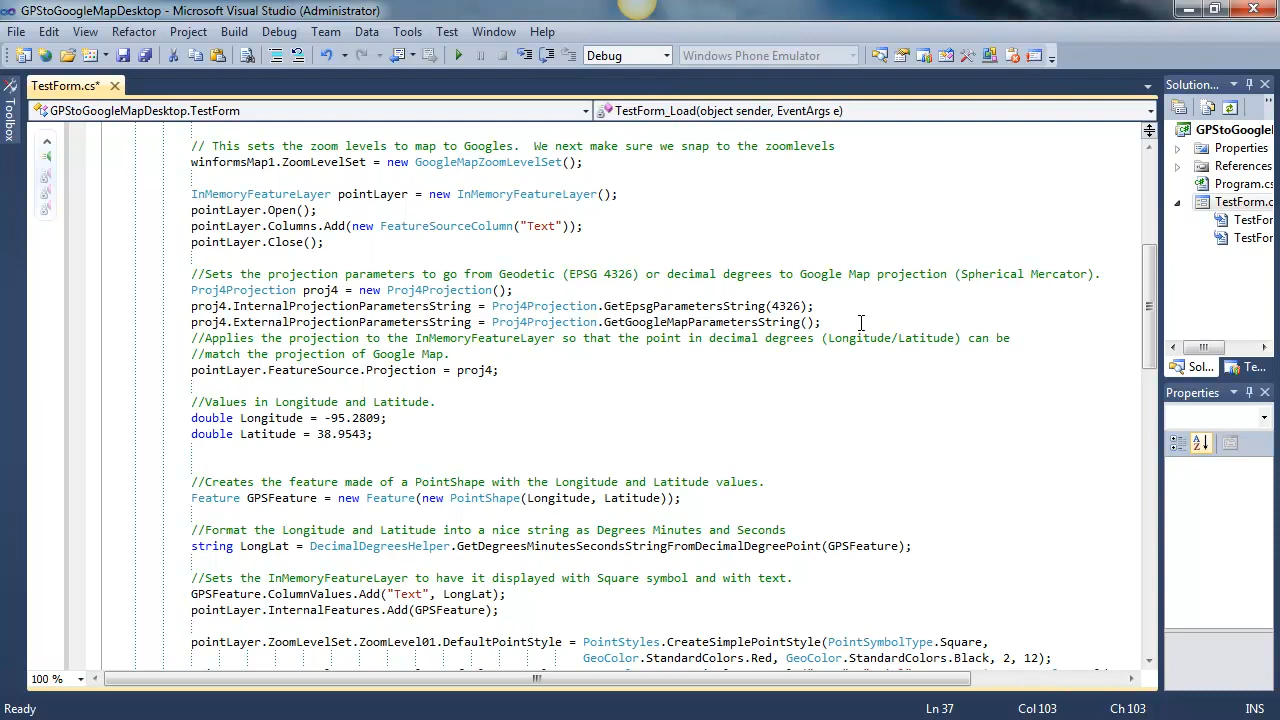 GPStoGoogleMapDesktop - Microsoft Visual Studio (Administrator)
File Edit View Refactor Project Build Debug Team Data Tools Test Window Help
Debug Windows Phone Emulator
Toolbox
TestForm.cs*
GPStoGoogleMapDesktop.TestForm
TestForm_Load(object sender, EventArgs e)
// This sets the zoom levels to map to Googles.  We next make sure we snap to the zoomlevels
winformsMap1.ZoomLevelSet = new GoogleMapZoomLevelSet();
InMemoryFeatureLayer pointLayer = new InMemoryFeatureLayer();
pointLayer.Open();
pointLayer.Columns.Add(new FeatureSourceColumn("Text"));
pointLayer.Close();
//Sets the projection parameters to go from Geodetic (EPSG 4326) or decimal degrees to Google Map projection (Spherical Mercator).
Proj4Projection proj4 = new Proj4Projection();
proj4.InternalProjectionParametersString = Proj4Projection.GetEpsgParametersString(4326);
proj4.ExternalProjectionParametersString = Proj4Projection.GetGoogleMapParametersString();
//Applies the projection to the InMemoryFeatureLayer so that the point in decimal degrees (Longitude/Latitude) can be
//match the projection of Google Map.
pointLayer.FeatureSource.Projection = proj4;
//Values in Longitude and Latitude.
double Longitude = -95.2809;
double Latitude = 38.9543;
//Creates the feature made of a PointShape with the Longitude and Latitude values.
Feature GPSFeature = new Feature(new PointShape(Longitude, Latitude));
//Format the Longitude and Latitude into a nice string as Degrees Minutes and Seconds
string LongLat = DecimalDegreesHelper.GetDegreesMinutesSecondsStringFromDecimalDegreePoint(GPSFeature);
//Sets the InMemoryFeatureLayer to have it displayed with Square symbol and with text.
GPSFeature.ColumnValues.Add("Text", LongLat);
pointLayer.InternalFeatures.Add(GPSFeature);
pointLayer.ZoomLevelSet.ZoomLevel01.DefaultPointStyle = PointStyles.CreateSimplePointStyle(PointSymbolType.Square,
GeoColor.StandardColors.Red, GeoColor.StandardColors.Black, 2, 12);
100 %
Solution...
GPStoGoogleI
Properties
References
Program.cs
TestForm.c
TestFor
TestFor
Sol... Te...
Properties
Ready Ln 37 Col 103 Ch 103 INS